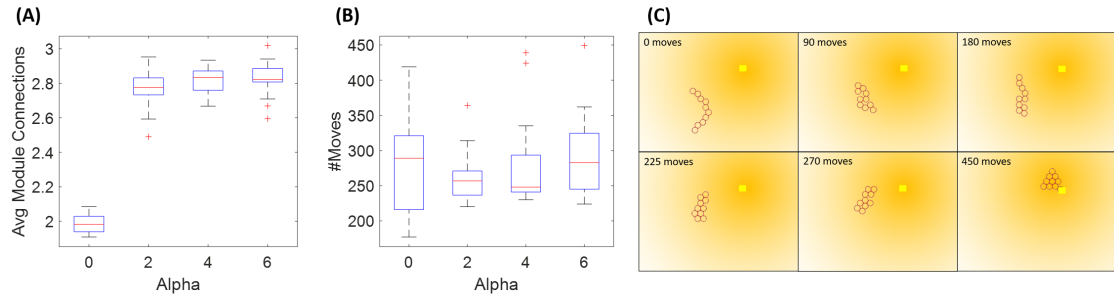 (A)
Avg Module Connections
3
2.8
2.6
2.4
2.2
2
0 2 4 6
Alpha
(B)
#Moves
450
400
350
300
250
200
0 2 4 6
Alpha
(C)
0 moves
90 moves
180 moves
225 moves
270 moves
450 moves